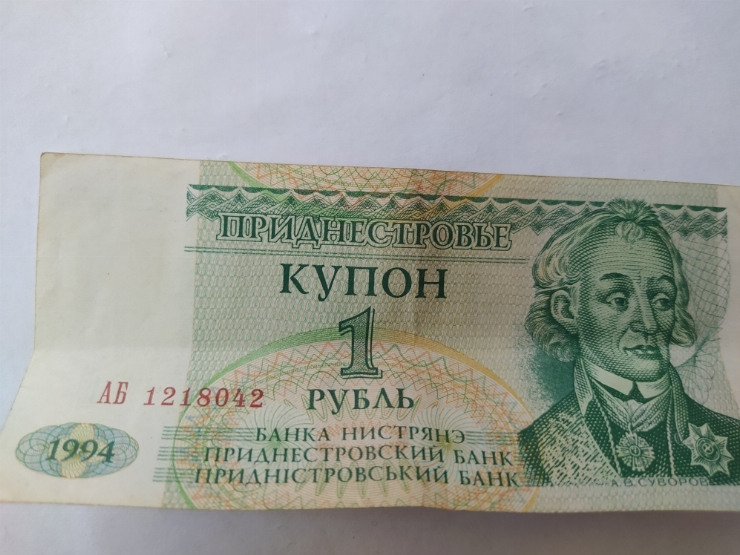 ПРИДНЕСТРОВЬЕ
КУПОН
1
РУБЛЬ
АБ 1218042
1994
БАНКА НИСТРЯНЭ
ПРИДНЕСТРОВСКИЙ БАНК
ПРИДНІСТРОВСЬКИЙ БАНК
А.В.СУВОРОВ